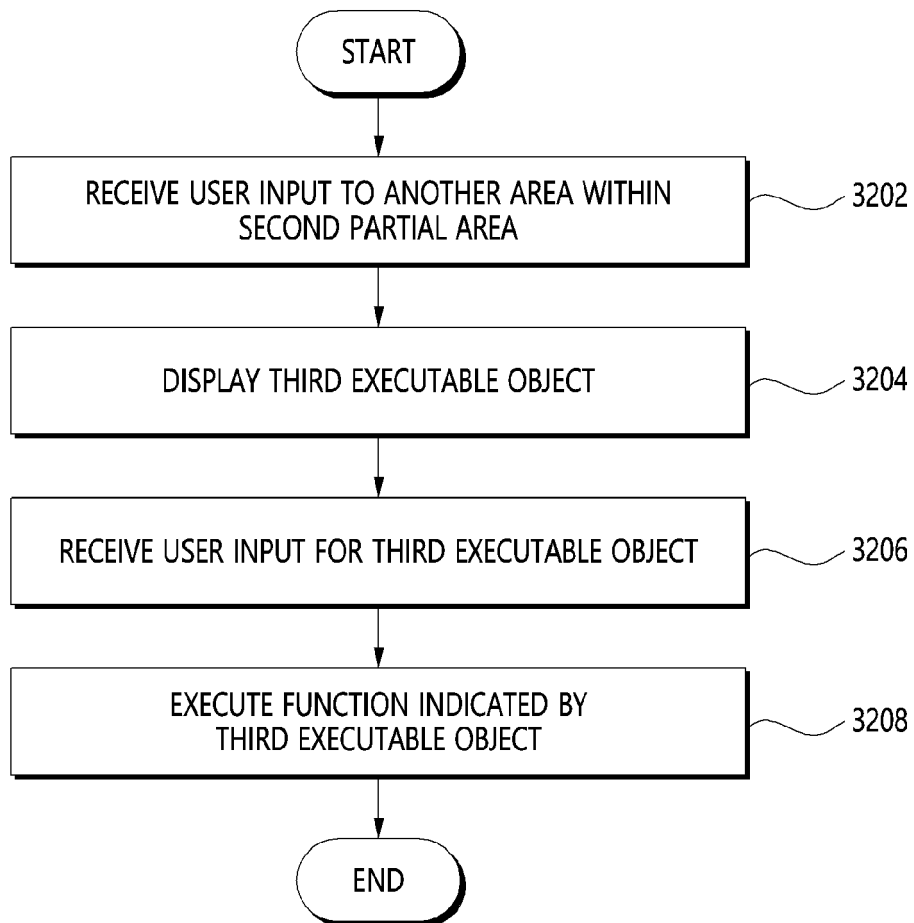 START
RECEIVE USER INPUT TO ANOTHER AREA WITHIN
SECOND PARTIAL AREA
3202
DISPLAY THIRD EXECUTABLE OBJECT
3204
RECEIVE USER INPUT FOR THIRD EXECUTABLE OBJECT
3206
EXECUTE FUNCTION INDICATED BY
THIRD EXECUTABLE OBJECT
3208
END